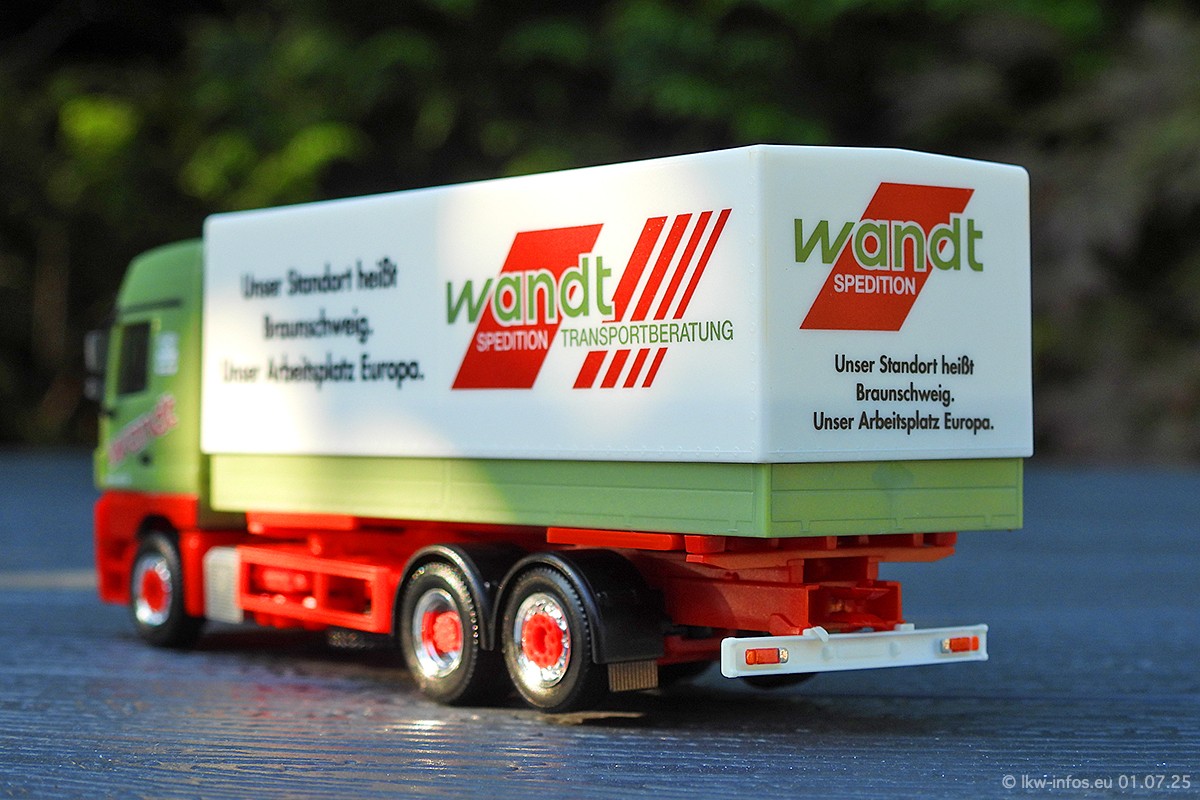 Unser Standort heißt
Braunschweig.
Unser Arbeitsplatz Europa.
wandt
SPEDITION
TRANSPORTBERATUNG
wandt
SPEDITION
Unser Standort heißt
Braunschweig.
Unser Arbeitsplatz Europa.
wandt
© lkw-infos.eu 01.07.25